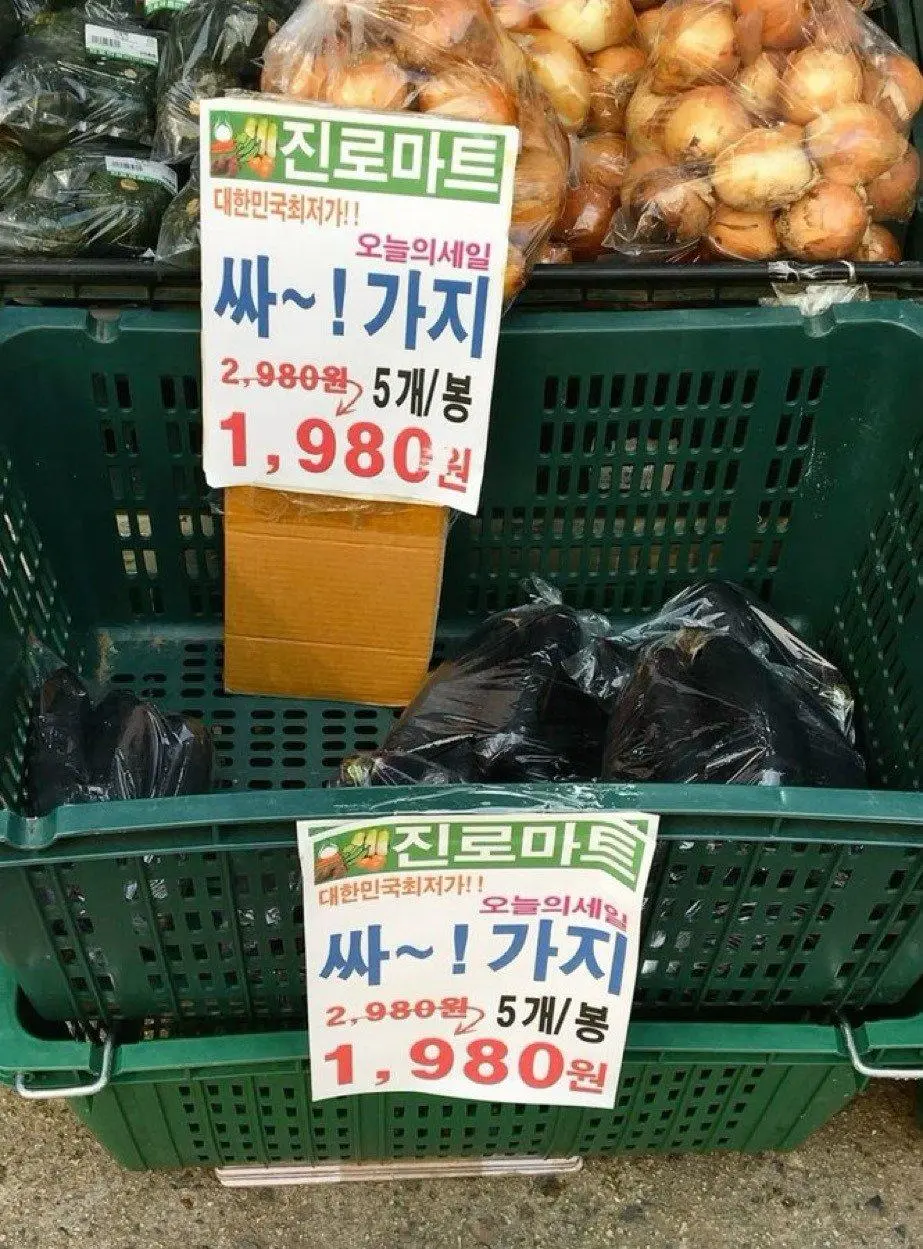 진로마트
대한민국최저가!!
오늘의세일
싸~!가지
2,980원 5개/봉
1,980원
진로마트
대한민국최저가!!
오늘의세일
싸~!가지
2,980원 5개/봉
1,980원